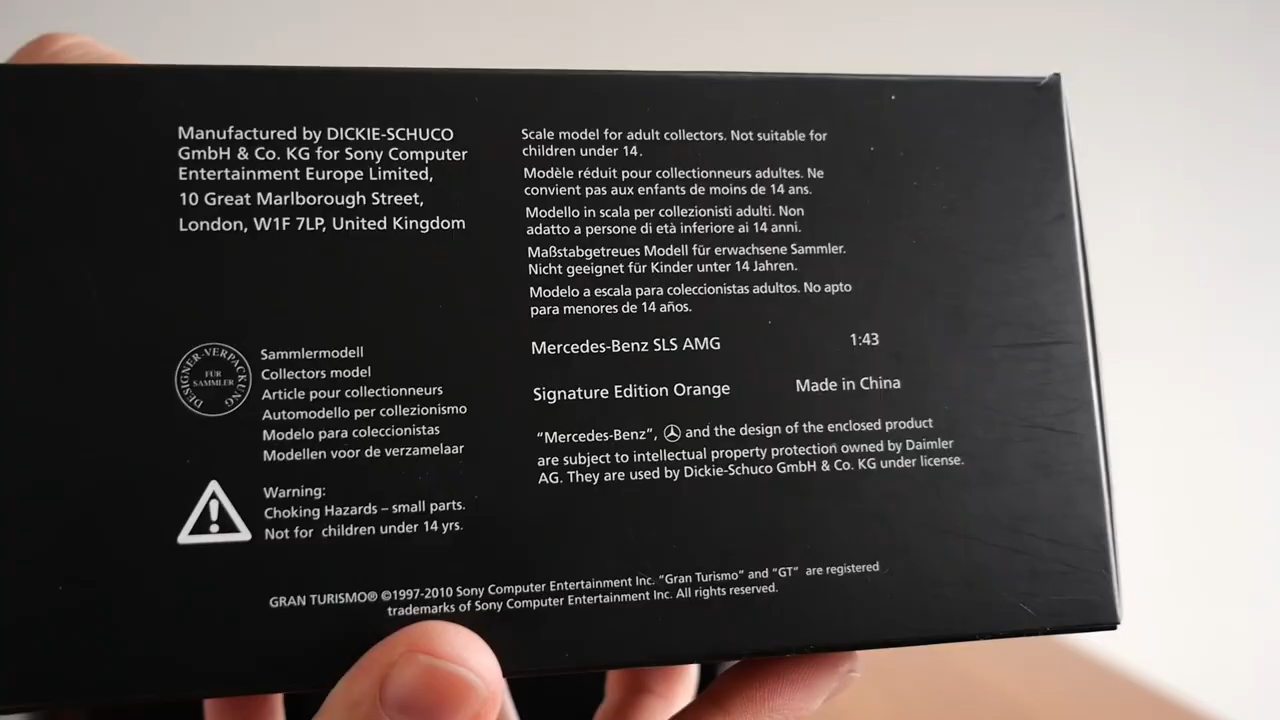 Manufactured by DICKIE-SCHUCO
GmbH & Co. KG for Sony Computer
Entertainment Europe Limited,
10 Great Marlborough Street,
London, W1F 7LP, United Kingdom
Scale model for adult collectors. Not suitable for
children under 14.
Modèle réduit pour collectionneurs adultes. Ne
convient pas aux enfants de moins de 14 ans.
Modello in scala per collezionisti adulti. Non
adatto a persone di età inferiore ai 14 anni.
Maßstabgetreues Modell für erwachsene Sammler.
Nicht geeignet für Kinder unter 14 Jahren.
Modelo a escala para coleccionistas adultos. No apto
para menores de 14 años.
DESIGNER-VERPACKUNG
FÜR
SAMMLER
Sammlermodell
Collectors model
Article pour collectionneurs
Automodello per collezionismo
Modelo para coleccionistas
Modellen voor de verzamelaar
Warning:
Choking Hazards – small parts.
Not for children under 14 yrs.
Mercedes-Benz SLS AMG 1:43
Signature Edition Orange Made in China
“Mercedes-Benz”, and the design of the enclosed product
are subject to intellectual property protection owned by Daimler
AG. They are used by Dickie-Schuco GmbH & Co. KG under license.
GRAN TURISMO® ©1997-2010 Sony Computer Entertainment Inc. “Gran Turismo” and “GT” are registered
trademarks of Sony Computer Entertainment Inc. All rights reserved.